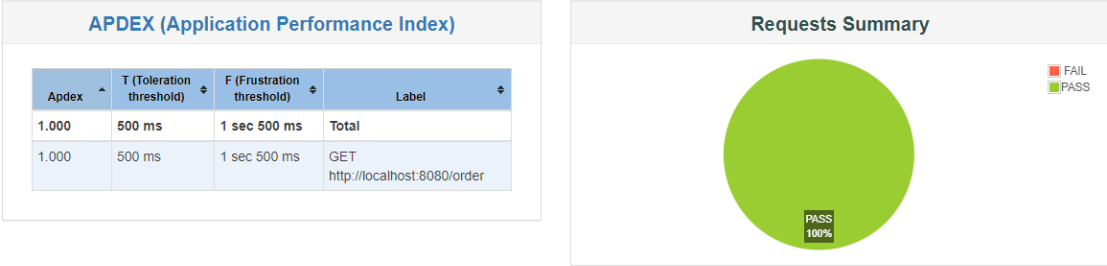 APDEX (Application Performance Index)
Apdex
T (Toleration
threshold)
F (Frustration
threshold)
Label
1.000 500 ms 1 sec 500 ms Total
1.000 500 ms 1 sec 500 ms GET
http://localhost:8080/order
Requests Summary
FAIL
PASS
PASS
100%